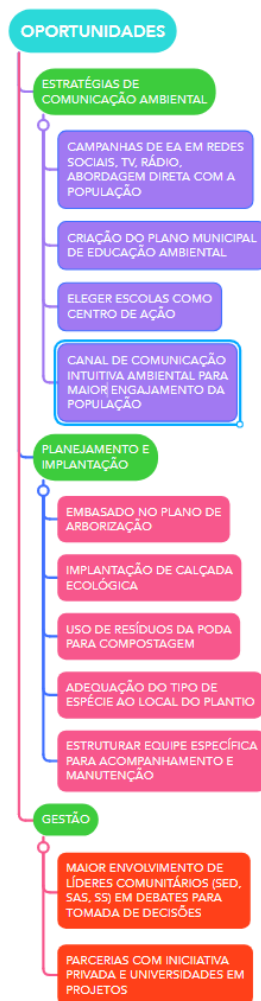 OPORTUNIDADES
ESTRATÉGIAS DE
COMUNICAÇÃO AMBIENTAL
CAMPANHAS DE EA EM REDES
SOCIAIS, TV, RÁDIO,
ABORDAGEM DIRETA COM A
POPULAÇÃO
CRIAÇÃO DO PLANO MUNICIPAL
DE EDUCAÇÃO AMBIENTAL
ELEGER ESCOLAS COMO
CENTRO DE AÇÃO
CANAL DE COMUNICAÇÃO
INTUITIVA AMBIENTAL PARA
MAIOR ENGAJAMENTO DA
POPULAÇÃO
PLANEJAMENTO E
IMPLANTAÇÃO
EMBASADO NO PLANO DE
ARBORIZAÇÃO
IMPLANTAÇÃO DE CALÇADA
ECOLÓGICA
USO DE RESÍDUOS DA PODA
PARA COMPOSTAGEM
ADEQUAÇÃO DO TIPO DE
ESPÉCIE AO LOCAL DO PLANTIO
ESTRUTURAR EQUIPE ESPECÍFICA
PARA ACOMPANHAMENTO E
MANUTENÇÃO
GESTÃO
MAIOR ENVOLVIMENTO DE
LÍDERES COMUNITÁRIOS (SED,
SAS, SS) EM DEBATES PARA
TOMADA DE DECISÕES
PARCERIAS COM INICIIATIVA
PRIVADA E UNIVERSIDADES EM
PROJETOS